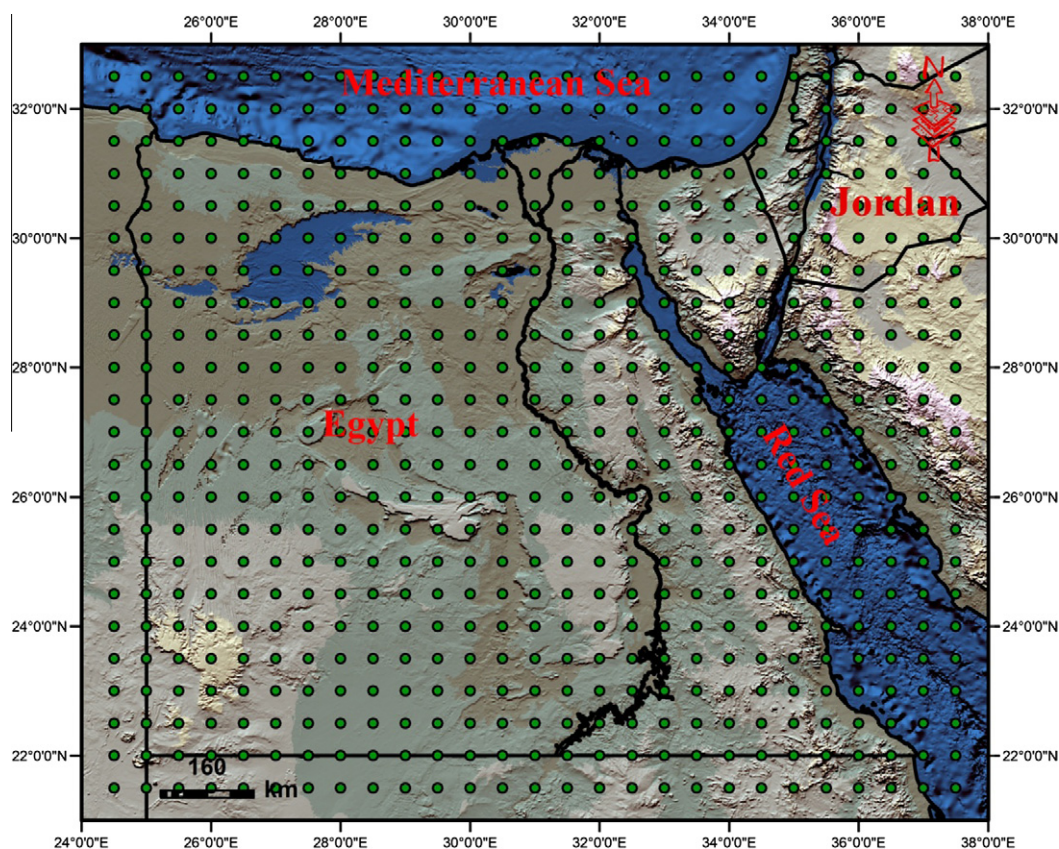 26°0'0"E 28°0'0"E 30°0'0"E 32°0'0"E 34°0'0"E 36°0'0"E 38°0'0"E
N
Mediterranean Sea
32°0'0"N 32°0'0"N
Jordan
30°0'0"N 30°0'0"N
28°0'0"N 28°0'0"N
Egypt
Red Sea
26°0'0"N 26°0'0"N
24°0'0"N 24°0'0"N
22°0'0"N 22°0'0"N
160
km
24°0'0"E 26°0'0"E 28°0'0"E 30°0'0"E 32°0'0"E 34°0'0"E 36°0'0"E 38°0'0"E